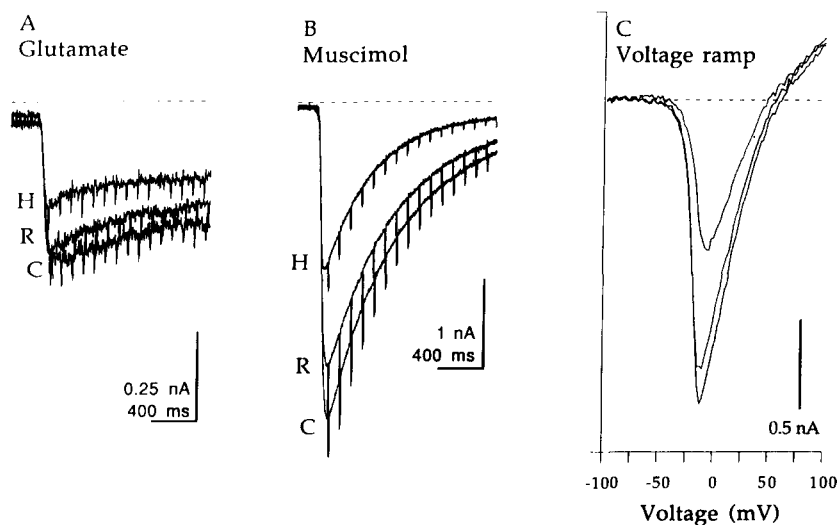 A
Glutamate
H
R
C
0.25 nA
400 ms
B
Muscimol
H
R
C
1 nA
400 ms
C
Voltage ramp
0.5 nA
-100 -50 0 50 100
Voltage (mV)